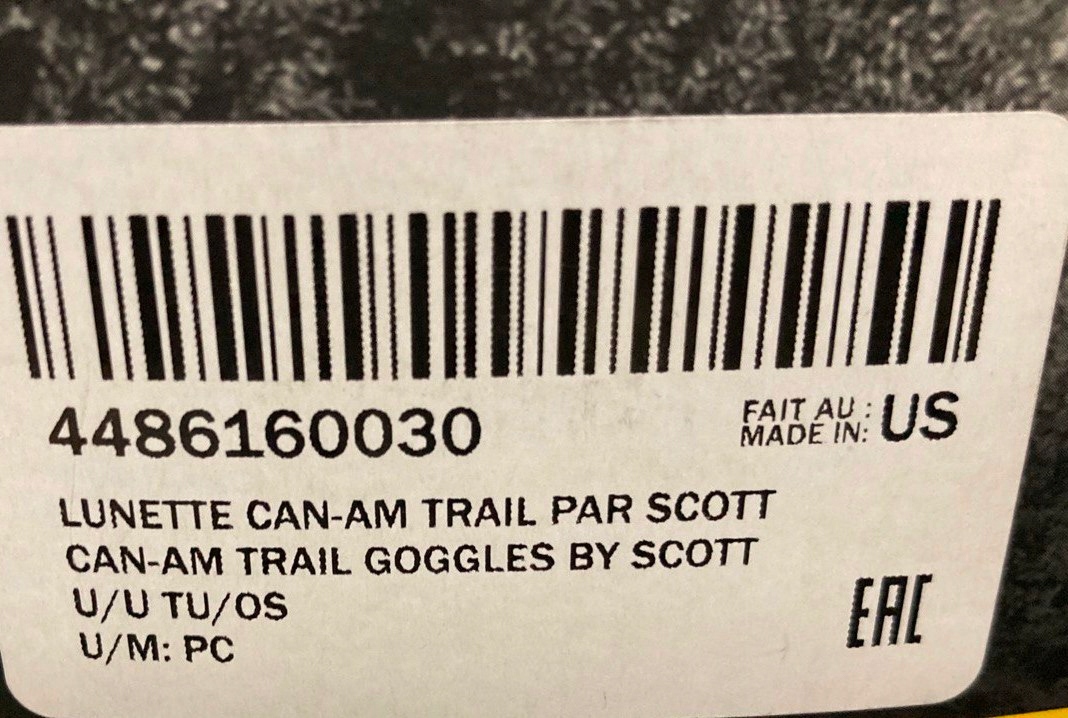 4486160030
FAIT AU :
MADE IN: US
LUNETTE CAN-AM TRAIL PAR SCOTT
CAN-AM TRAIL GOGGLES BY SCOTT
U/U TU/OS
U/M: PC
EAC